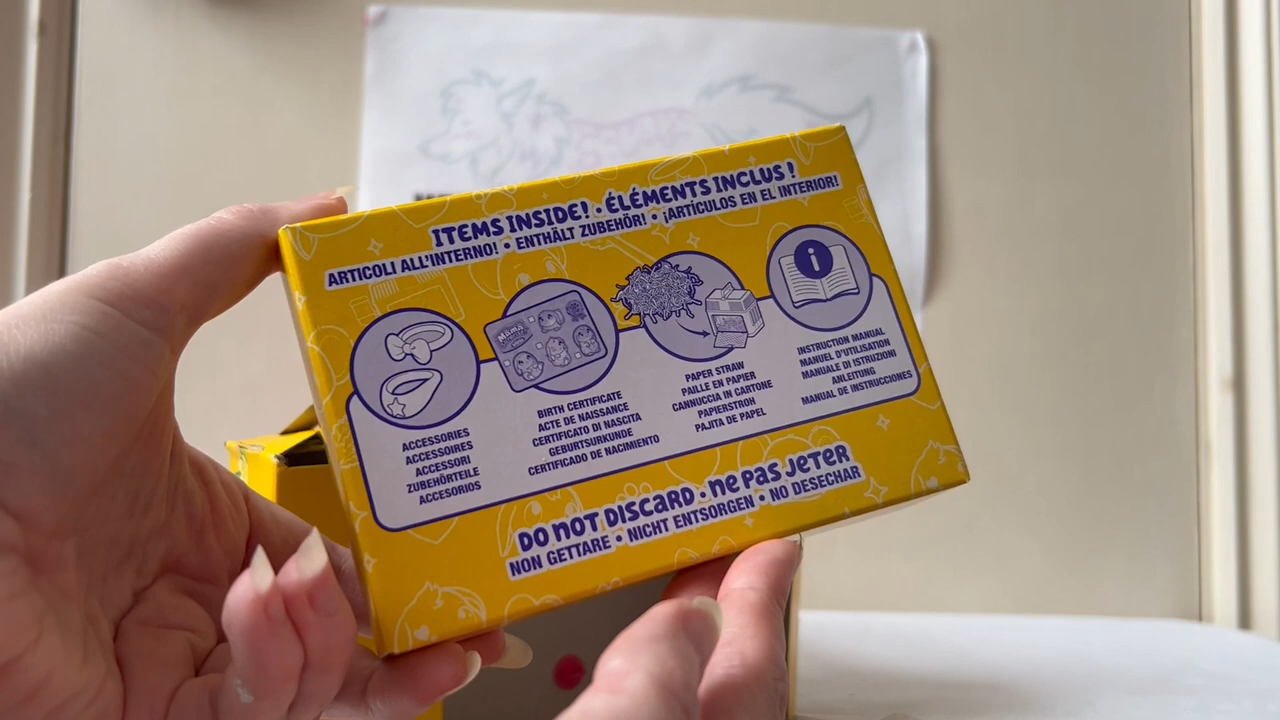 ITEMS INSIDE! • ÉLÉMENTS INCLUS !
ARTICOLI ALL'INTERNO! • ENTHÄLT ZUBEHÖR! • ¡ARTÍCULOS EN EL INTERIOR!
ACCESSORIES
ACCESSOIRES
ACCESSORI
ZUBEHÖRTEILE
ACCESORIOS
MAMA
BIRTH CERTIFICATE
ACTE DE NAISSANCE
CERTIFICATO DI NASCITA
GEBURTSURKUNDE
CERTIFICADO DE NACIMIENTO
PAPER STRAW
PAILLE EN PAPIER
CANNUCCIA IN CARTONE
PAPIERSTROH
PAJITA DE PAPEL
i
INSTRUCTION MANUAL
MANUEL D'UTILISATION
MANUALE DI ISTRUZIONI
ANLEITUNG
MANUAL DE INSTRUCCIONES
DO NOT DISCARD • NE PAS JETER
NON GETTARE • NICHT ENTSORGEN • NO DESECHAR